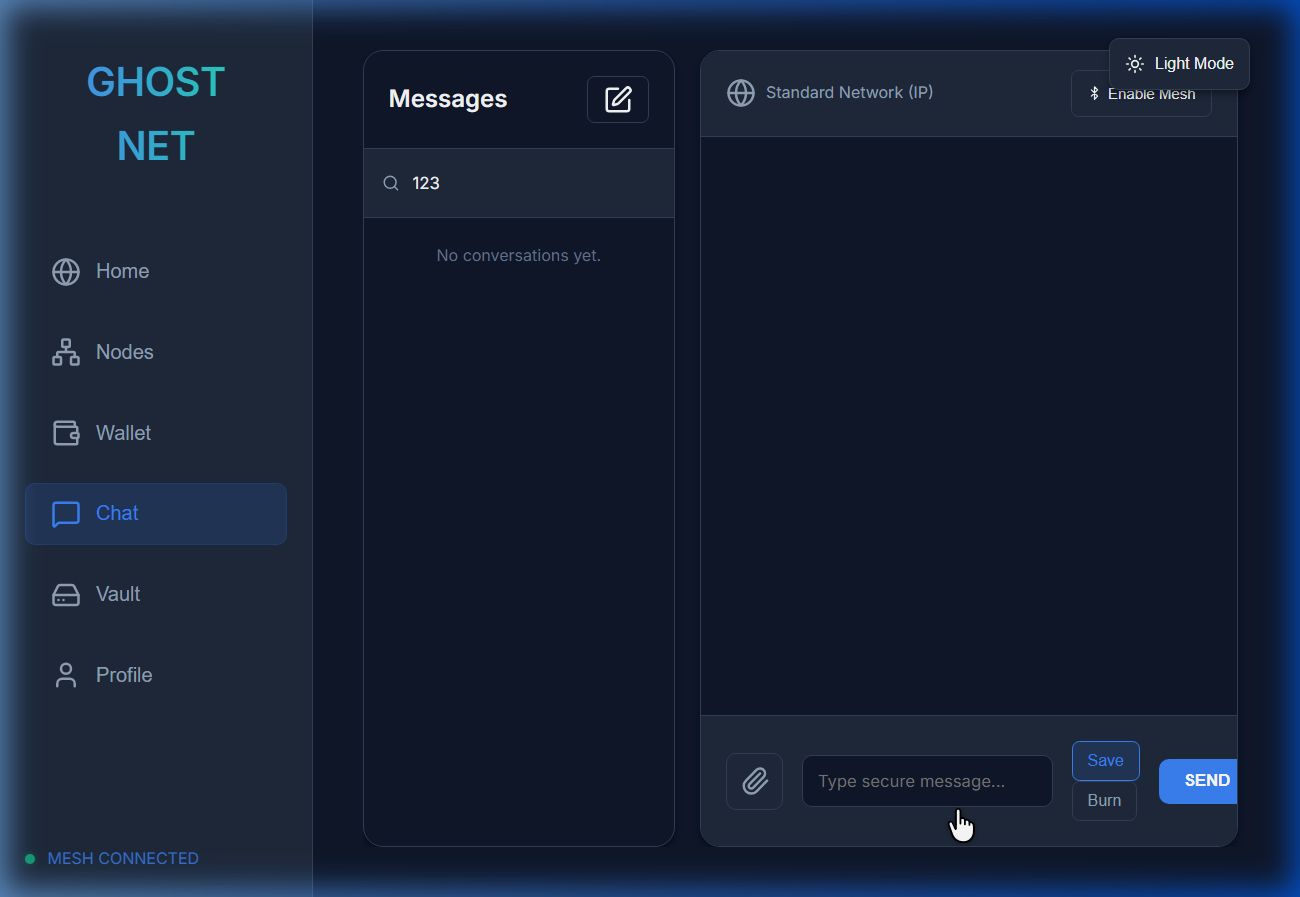 GHOST
NET
Home
Nodes
Wallet
Chat
Vault
Profile
MESH CONNECTED
Messages
123
No conversations yet.
Standard Network (IP)
Light Mode
Enable Mesh
Type secure message...
Save
Burn
SEND